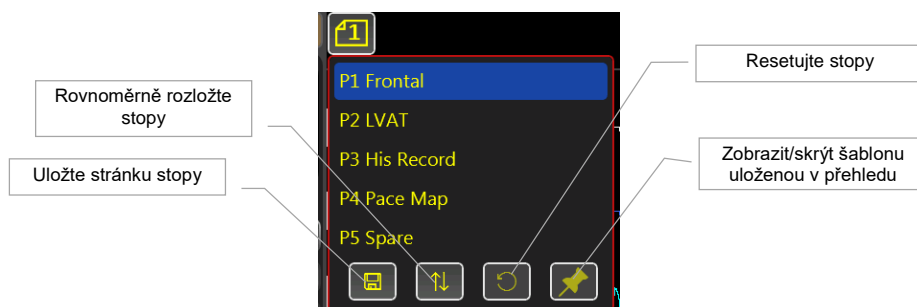 1
P1 Frontal
P2 LVAT
P3 His Record
P4 Pace Map
P5 Spare
Rovnoměrně rozložte
stopy
Uložte stránku stopy
Resetujte stopy
Zobrazit/skrýt šablonu
uloženou v přehledu